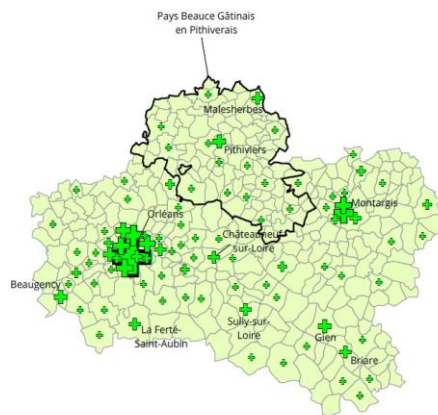 Pays Beauce Gâtinais
en Pithiverais
Malesherbes
Pithiviers
Orléans
Montargis
Châteauneuf
-sur-Loire
Beaugency
La Ferté-
Saint-Aubin
Sully-sur-
Loire
Gien
Briare